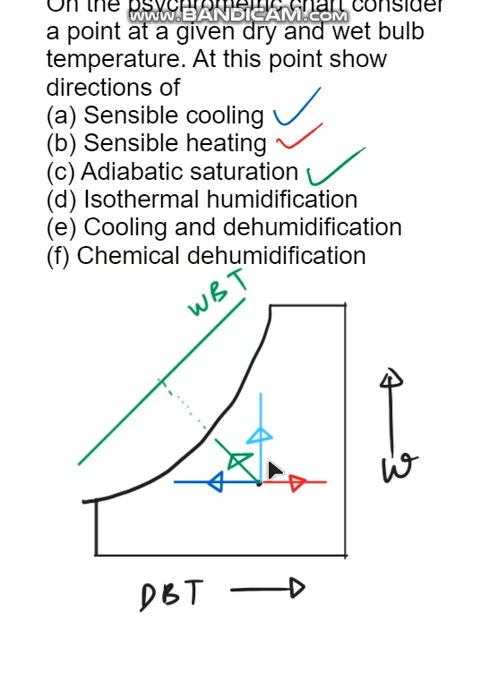 On the psychrometric chart consider
www.BANDICAM.com
a point at a given dry and wet bulb
temperature. At this point show
directions of
(a) Sensible cooling
(b) Sensible heating
(c) Adiabatic saturation
(d) Isothermal humidification
(e) Cooling and dehumidification
(f) Chemical dehumidification
WBT
W
DBT